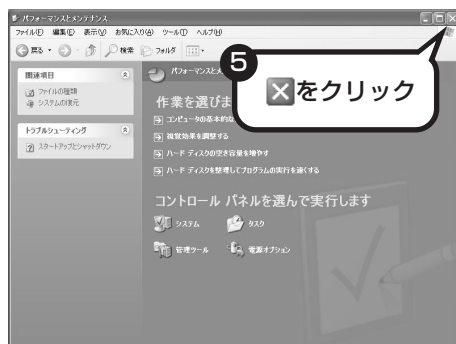 パフォーマンスとメンテナンス
ファイル(F) 編集(E) 表示(V) お気に入り(A) ツール(T) ヘルプ(H)
戻る 検索 フォルダ
5
×をクリック
関連項目
ファイルの種類
システムの復元
トラブルシューティング
スタートアップとシャットダウン
パフォーマンスとメ
作業を選びま
コンピュータの基本的な
視覚効果を調整する
ハード ディスクの空き容量を増やす
ハード ディスクを整理してプログラムの実行を速くする
コントロール パネルを選んで実行します
システム タスク
管理ツール 電源オプション